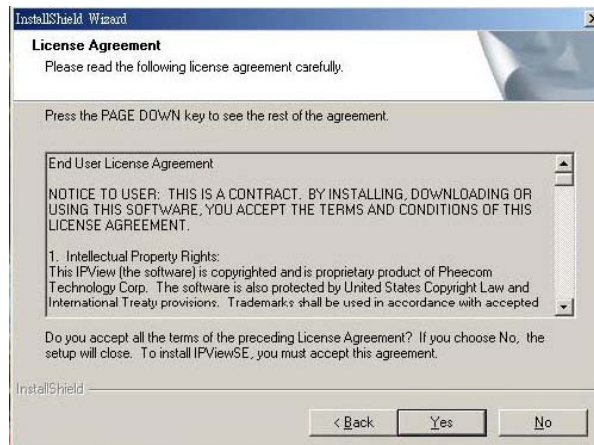 InstallShield Wizard
License Agreement
Please read the following license agreement carefully.
Press the PAGE DOWN key to see the rest of the agreement.
End User License Agreement
NOTICE TO USER: THIS IS A CONTRACT. BY INSTALLING, DOWNLOADING OR
USING THIS SOFTWARE, YOU ACCEPT THE TERMS AND CONDITIONS OF THIS
LICENSE AGREEMENT.
1. Intellectual Property Rights:
This IPView (the software) is copyrighted and is proprietary product of Pheecom
Technology Corp. The software is also protected by United States Copyright Law and
International Treaty provisions. Trademarks shall be used in accordance with accepted
Do you accept all the terms of the preceding License Agreement? If you choose No, the
setup will close. To install IPViewSE, you must accept this agreement.
InstallShield
< Back Yes No